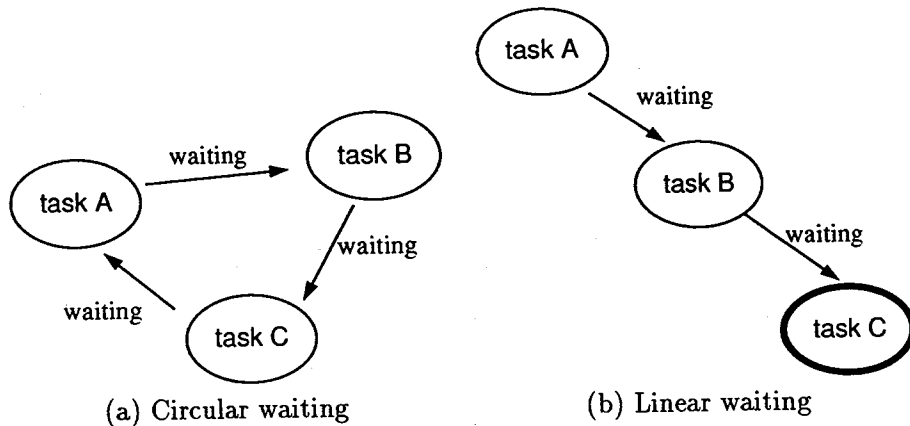 task A
waiting
task B
waiting
task C
waiting
(a) Circular waiting
task A
waiting
task B
waiting
task C
(b) Linear waiting